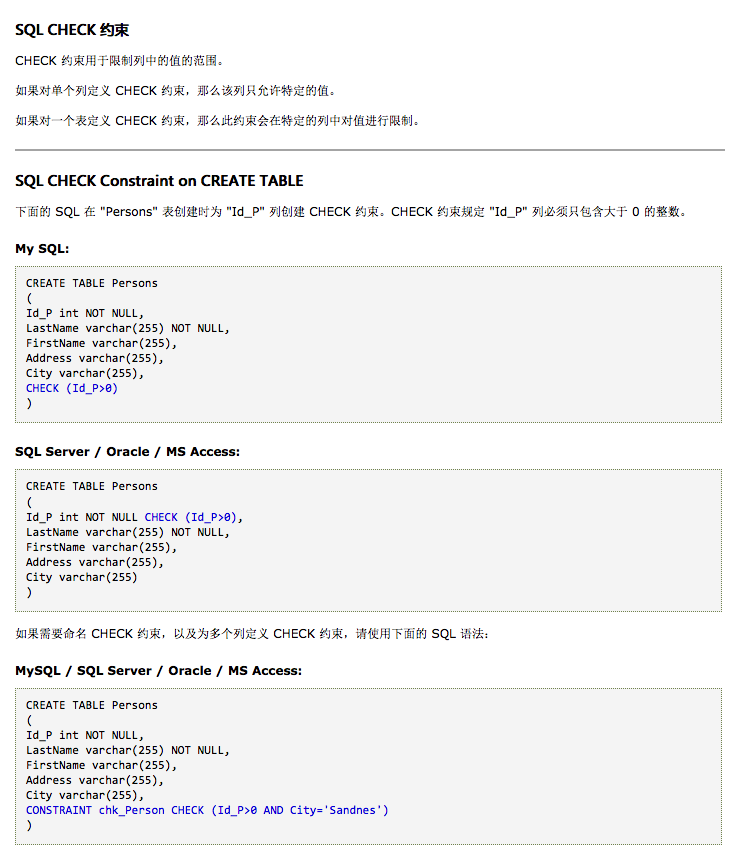 SQL CHECK 约束
CHECK 约束用于限制列中的值的范围。
如果对单个列定义 CHECK 约束，那么该列只允许特定的值。
如果对一个表定义 CHECK 约束，那么此约束会在特定的列中对值进行限制。
SQL CHECK Constraint on CREATE TABLE
下面的 SQL 在 "Persons" 表创建时为 "Id_P" 列创建 CHECK 约束。CHECK 约束规定 "Id_P" 列必须只包含大于 0 的整数。
My SQL:
CREATE TABLE Persons
(
Id_P int NOT NULL,
LastName varchar(255) NOT NULL,
FirstName varchar(255),
Address varchar(255),
City varchar(255),
CHECK (Id_P>0)
)
SQL Server / Oracle / MS Access:
CREATE TABLE Persons
(
Id_P int NOT NULL CHECK (Id_P>0),
LastName varchar(255) NOT NULL,
FirstName varchar(255),
Address varchar(255),
City varchar(255)
)
如果需要命名 CHECK 约束，以及为多个列定义 CHECK 约束，请使用下面的 SQL 语法：
MySQL / SQL Server / Oracle / MS Access:
CREATE TABLE Persons
(
Id_P int NOT NULL,
LastName varchar(255) NOT NULL,
FirstName varchar(255),
Address varchar(255),
City varchar(255),
CONSTRAINT chk_Person CHECK (Id_P>0 AND City='Sandnes')
)